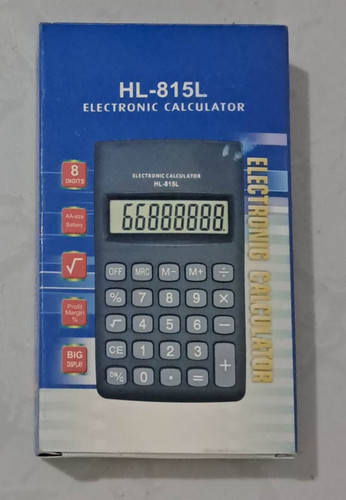 HL-815L
ELECTRONIC CALCULATOR
8
DIGITS
AA-size
Battery
√
Profit
Margin
%
BIG
DISPLAY
ELECTRONIC CALCULATOR
HL-815L
66888888.
OFF MRC M− M+ ÷
% 7 8 9 ×
√ 4 5 6 −
CE 1 2 3 +
ON/C 0 . =
ELECTRONIC CALCULATOR